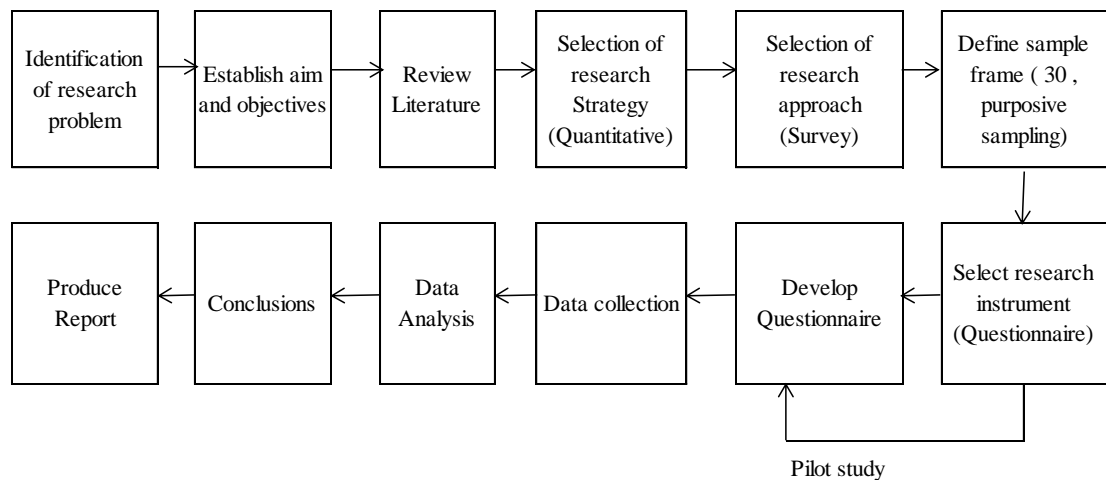 Identification
of research
problem
Establish aim
and objectives
Review
Literature
Selection of
research
Strategy
(Quantitative)
Selection of
research
approach
(Survey)
Define sample
frame ( 30 ,
purposive
sampling)
Select research
instrument
(Questionnaire)
Develop
Questionnaire
Data collection
Data
Analysis
Conclusions
Produce
Report
Pilot study